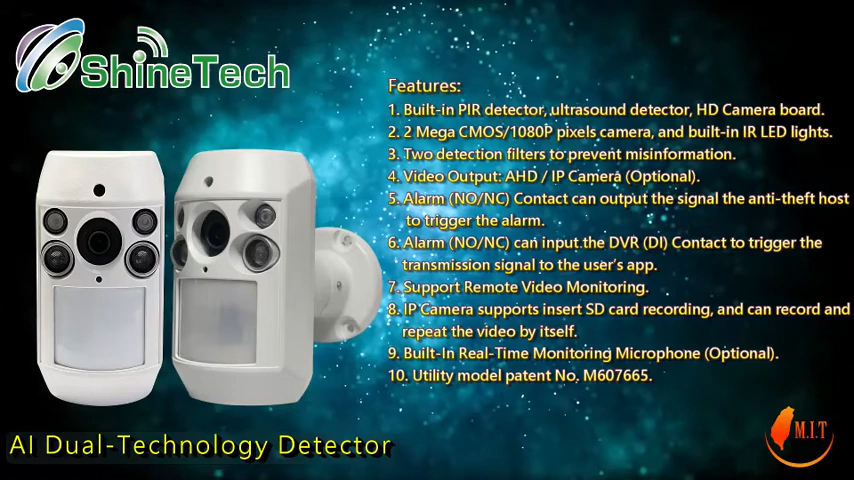 ShineTech
Features:
1. Built-in PIR detector, ultrasound detector, HD Camera board.
2. 2 Mega CMOS/1080P pixels camera, and built-in IR LED lights.
3. Two detection filters to prevent misinformation.
4. Video Output: AHD / IP Camera (Optional).
5. Alarm (NO/NC) Contact can output the signal the anti-theft host
to trigger the alarm.
6. Alarm (NO/NC) can input the DVR (DI) Contact to trigger the
transmission signal to the user's app.
7. Support Remote Video Monitoring.
8. IP Camera supports insert SD card recording, and can record and
repeat the video by itself.
9. Built-In Real-Time Monitoring Microphone (Optional).
10. Utility model patent No. M607665.
AI Dual-Technology Detector
M.I.T